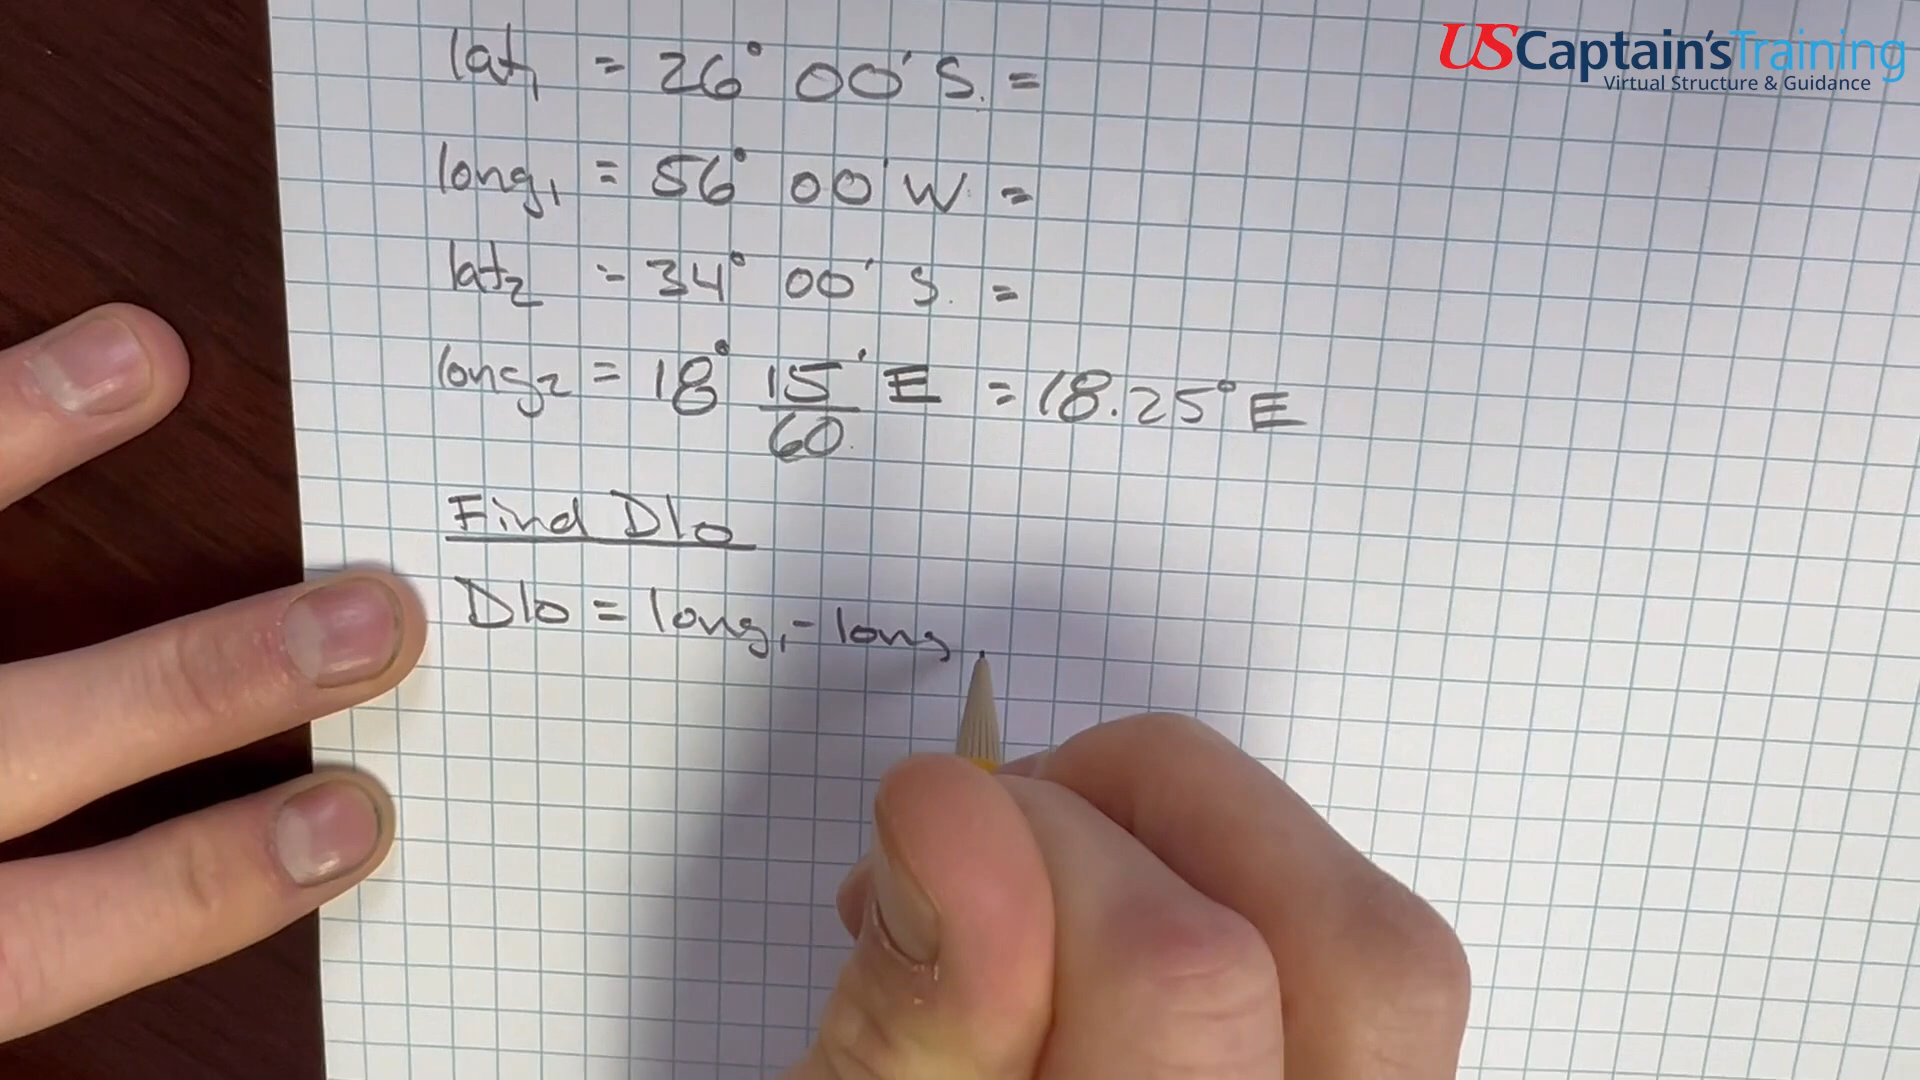 USCaptain'sTraining
Virtual Structure & Guidance
lat₁ = 26° 00' S. =
long₁ = 56° 00' W. =
lat₂ = 34° 00' S. =
long₂ = 18° 15/60' E = 18.25° E
Find Dlo
Dlo = long₁ - long